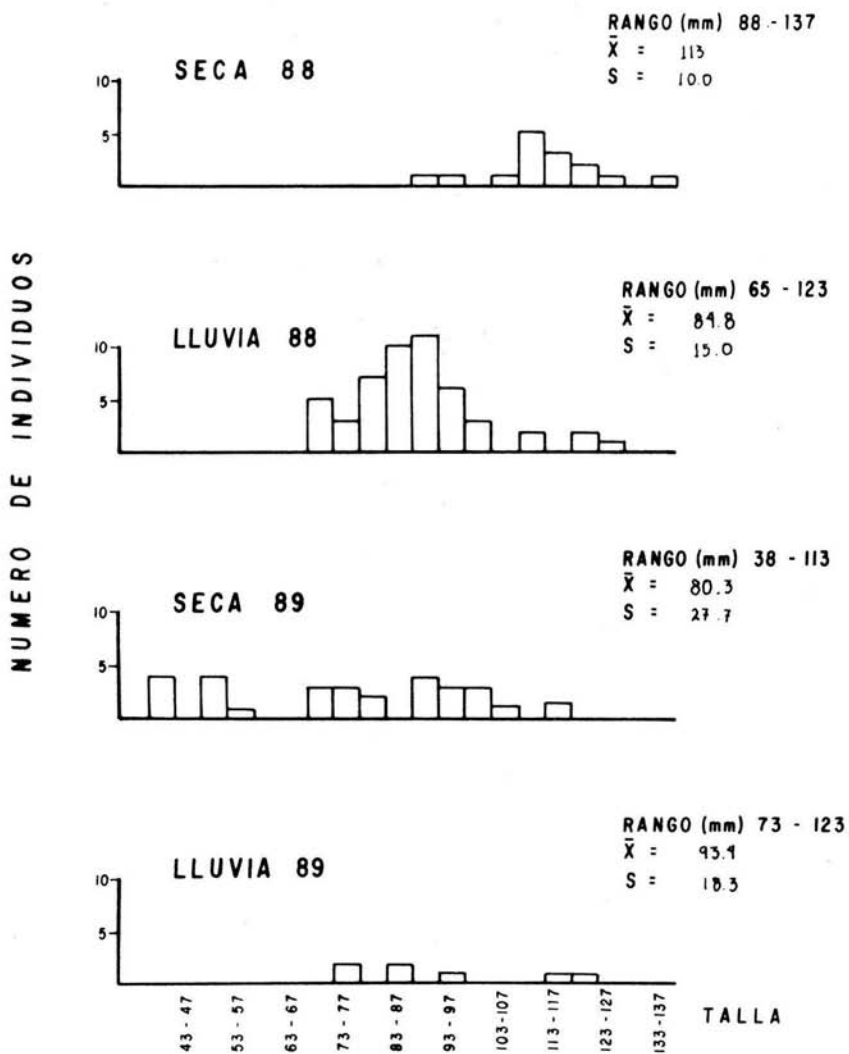 RANGO (mm) 88 - 137
X̄ = 113
S = 10.0
SECA 88
10
5
RANGO (mm) 65 - 123
X̄ = 89.8
S = 15.0
LLUVIA 88
10
5
NUMERO DE INDIVIDUOS
RANGO (mm) 38 - 113
X̄ = 80.3
S = 27.7
SECA 89
10
5
RANGO (mm) 73 - 123
X̄ = 93.9
S = 18.3
LLUVIA 89
10
5
43 - 47
53 - 57
63 - 67
73 - 77
83 - 87
93 - 97
103 - 107
113 - 117
123 - 127
133 - 137
TALLA